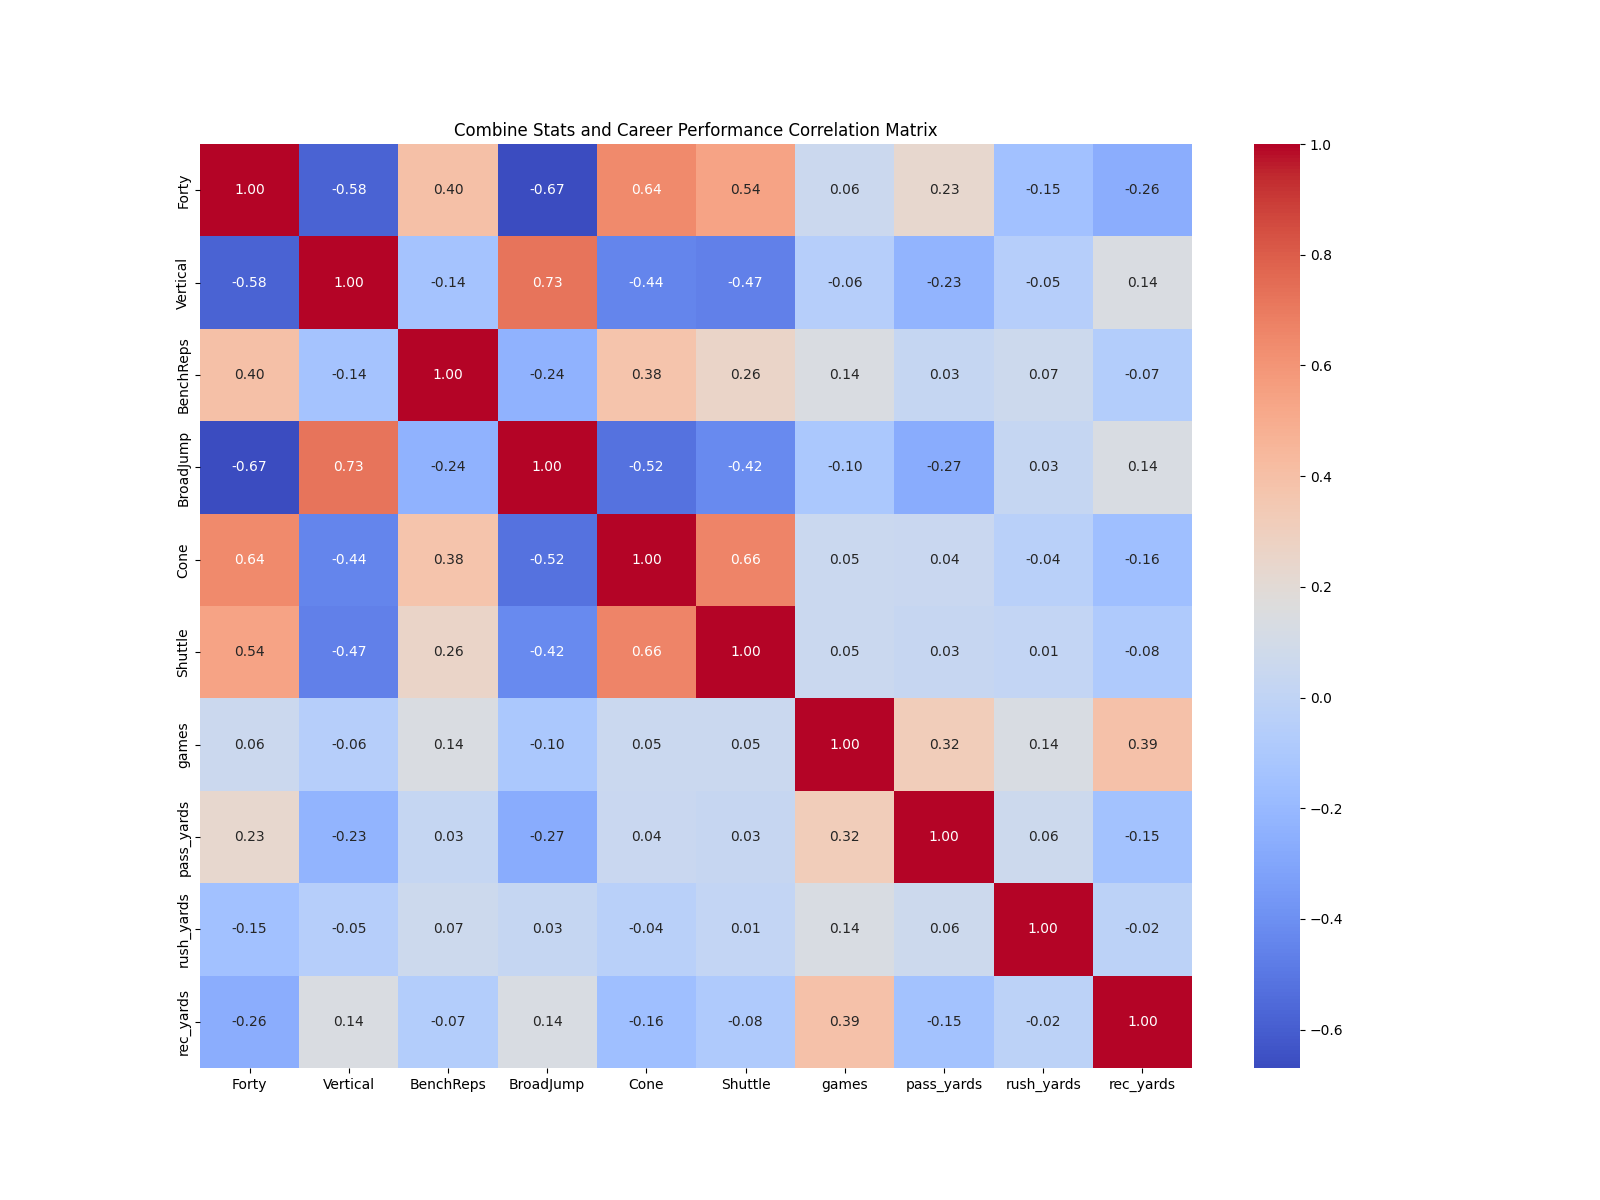 Combine Stats and Career Performance Correlation Matrix
Forty 1.00 -0.58 0.40 -0.67 0.64 0.54 0.06 0.23 -0.15 -0.26
Vertical -0.58 1.00 -0.14 0.73 -0.44 -0.47 -0.06 -0.23 -0.05 0.14
BenchReps 0.40 -0.14 1.00 -0.24 0.38 0.26 0.14 0.03 0.07 -0.07
BroadJump -0.67 0.73 -0.24 1.00 -0.52 -0.42 -0.10 -0.27 0.03 0.14
Cone 0.64 -0.44 0.38 -0.52 1.00 0.66 0.05 0.04 -0.04 -0.16
Shuttle 0.54 -0.47 0.26 -0.42 0.66 1.00 0.05 0.03 0.01 -0.08
games 0.06 -0.06 0.14 -0.10 0.05 0.05 1.00 0.32 0.14 0.39
pass_yards 0.23 -0.23 0.03 -0.27 0.04 0.03 0.32 1.00 0.06 -0.15
rush_yards -0.15 -0.05 0.07 0.03 -0.04 0.01 0.14 0.06 1.00 -0.02
rec_yards -0.26 0.14 -0.07 0.14 -0.16 -0.08 0.39 -0.15 -0.02 1.00
Forty Vertical BenchReps BroadJump Cone Shuttle games pass_yards rush_yards rec_yards
1.0
0.8
0.6
0.4
0.2
0.0
−0.2
−0.4
−0.6